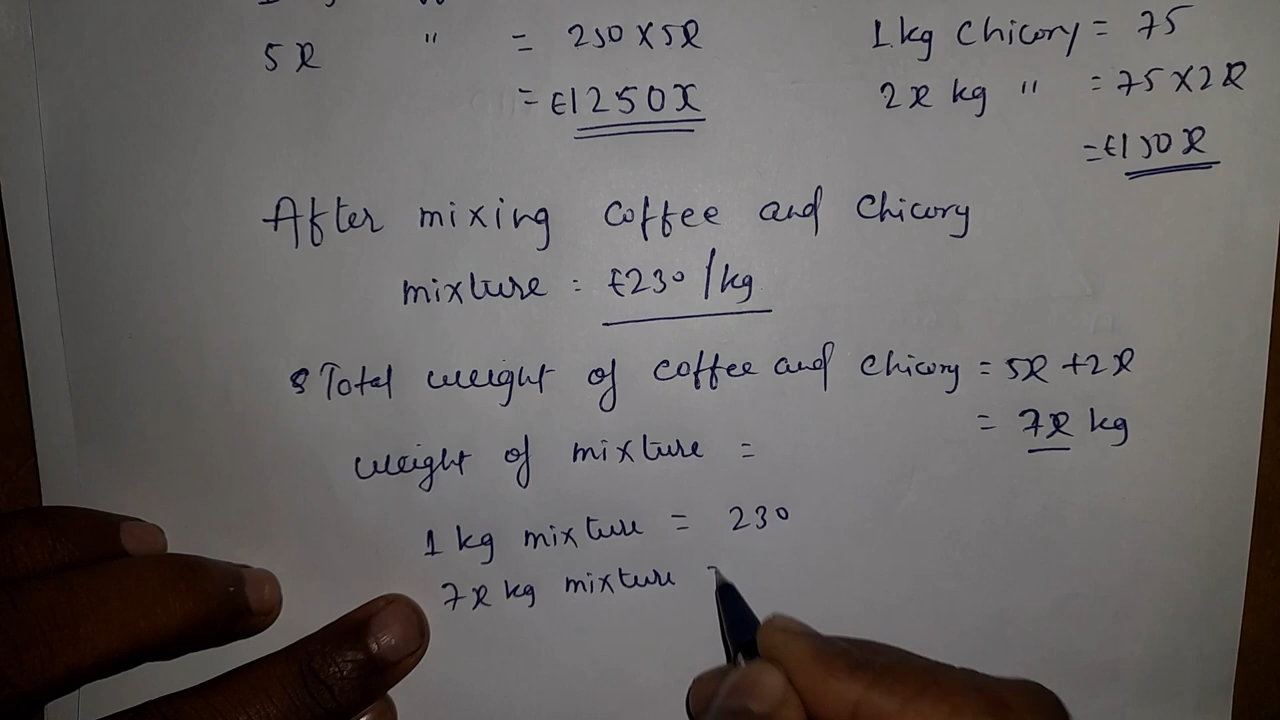 5x " = 250 X 5x
= ₹1250x
1 kg Chicory = 75
2x kg " = 75 X 2x
= ₹150x
After mixing coffee and chicory
mixture = ₹230 / kg
Total weight of coffee and chicory = 5x + 2x
= 7x kg
weight of mixture =
1 kg mixture = 230
7x kg mixture